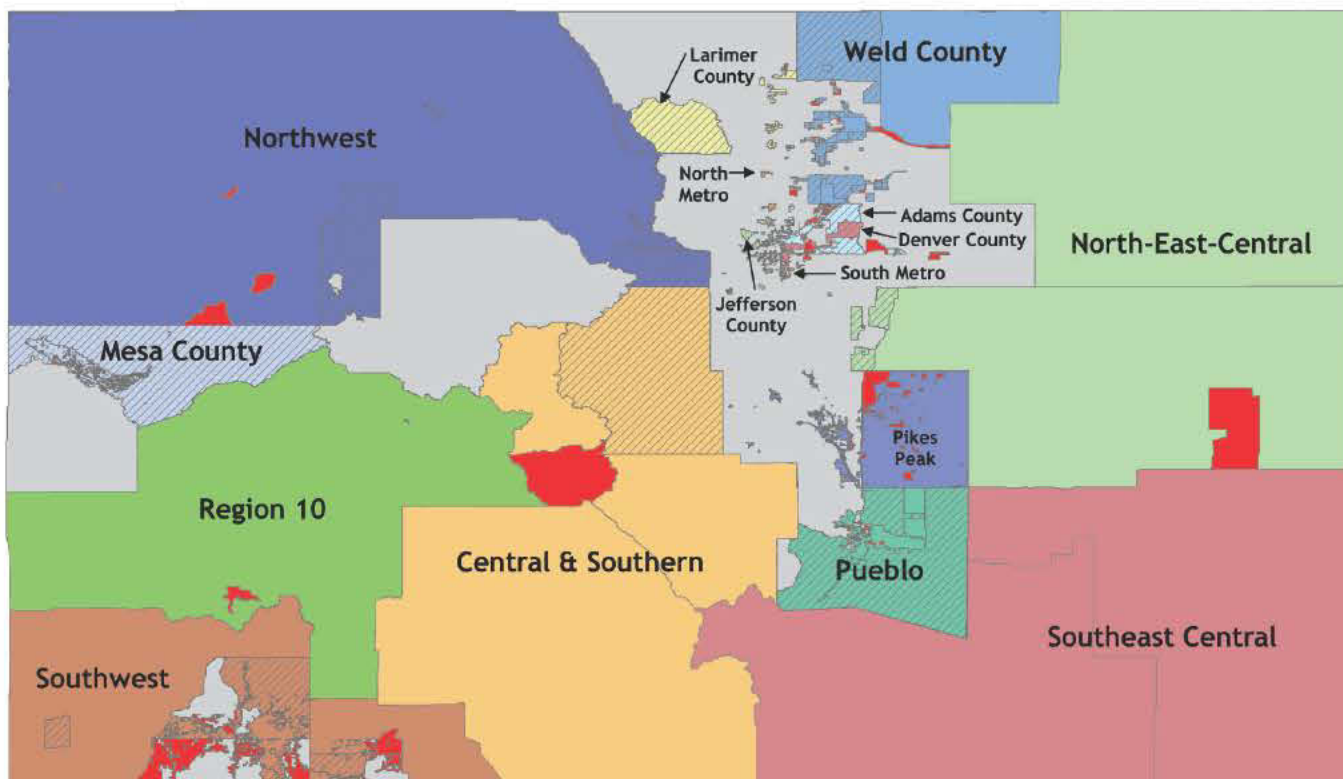 Weld County
Larimer
County
Northwest
North
Metro
Adams County
Denver County
North-East-Central
South Metro
Jefferson
County
Mesa County
Pikes
Peak
Region 10
Central & Southern
Pueblo
Southeast Central
Southwest